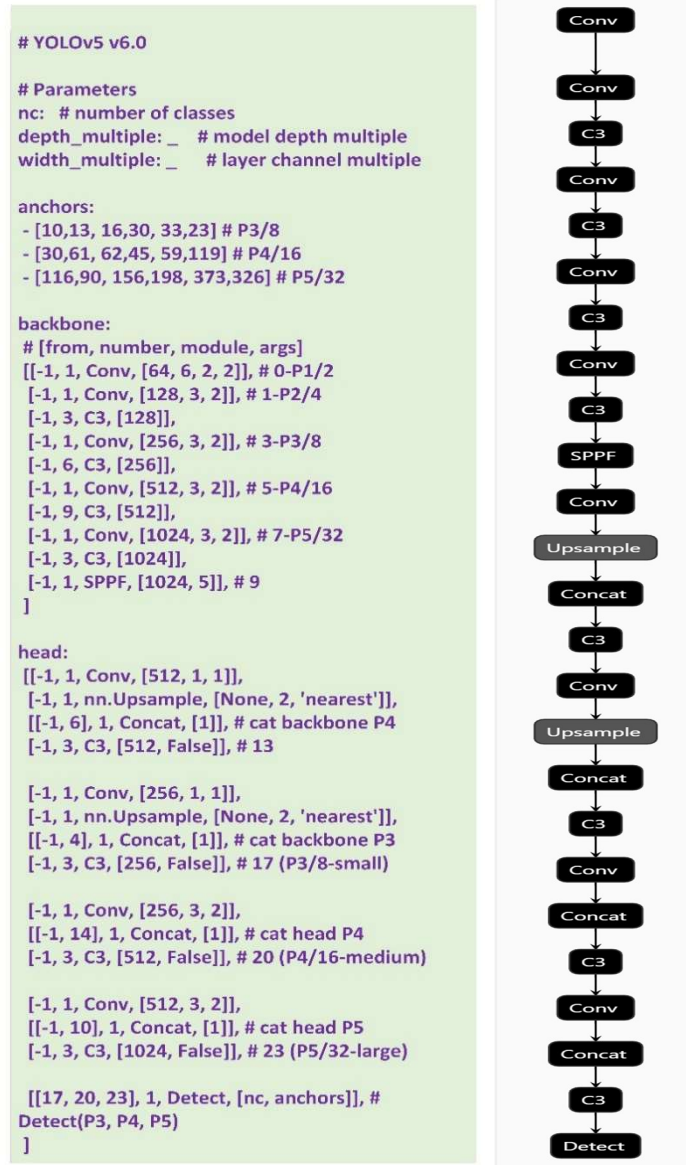 # YOLOv5 v6.0
# Parameters
nc: # number of classes
depth_multiple: _ # model depth multiple
width_multiple: _ # layer channel multiple
anchors:
- [10,13, 16,30, 33,23] # P3/8
- [30,61, 62,45, 59,119] # P4/16
- [116,90, 156,198, 373,326] # P5/32
backbone:
# [from, number, module, args]
[[-1, 1, Conv, [64, 6, 2, 2]], # 0-P1/2
[-1, 1, Conv, [128, 3, 2]], # 1-P2/4
[-1, 3, C3, [128]],
[-1, 1, Conv, [256, 3, 2]], # 3-P3/8
[-1, 6, C3, [256]],
[-1, 1, Conv, [512, 3, 2]], # 5-P4/16
[-1, 9, C3, [512]],
[-1, 1, Conv, [1024, 3, 2]], # 7-P5/32
[-1, 3, C3, [1024]],
[-1, 1, SPPF, [1024, 5]], # 9
]
head:
[[-1, 1, Conv, [512, 1, 1]],
[-1, 1, nn.Upsample, [None, 2, 'nearest']],
[[-1, 6], 1, Concat, [1]], # cat backbone P4
[-1, 3, C3, [512, False]], # 13
[-1, 1, Conv, [256, 1, 1]],
[-1, 1, nn.Upsample, [None, 2, 'nearest']],
[[-1, 4], 1, Concat, [1]], # cat backbone P3
[-1, 3, C3, [256, False]], # 17 (P3/8-small)
[-1, 1, Conv, [256, 3, 2]],
[[-1, 14], 1, Concat, [1]], # cat head P4
[-1, 3, C3, [512, False]], # 20 (P4/16-medium)
[-1, 1, Conv, [512, 3, 2]],
[[-1, 10], 1, Concat, [1]], # cat head P5
[-1, 3, C3, [1024, False]], # 23 (P5/32-large)
[[17, 20, 23], 1, Detect, [nc, anchors]], #
Detect(P3, P4, P5)
]
Conv
Conv
C3
Conv
C3
Conv
C3
Conv
C3
SPPF
Conv
Upsample
Concat
C3
Conv
Upsample
Concat
C3
Conv
Concat
C3
Conv
Concat
C3
Detect